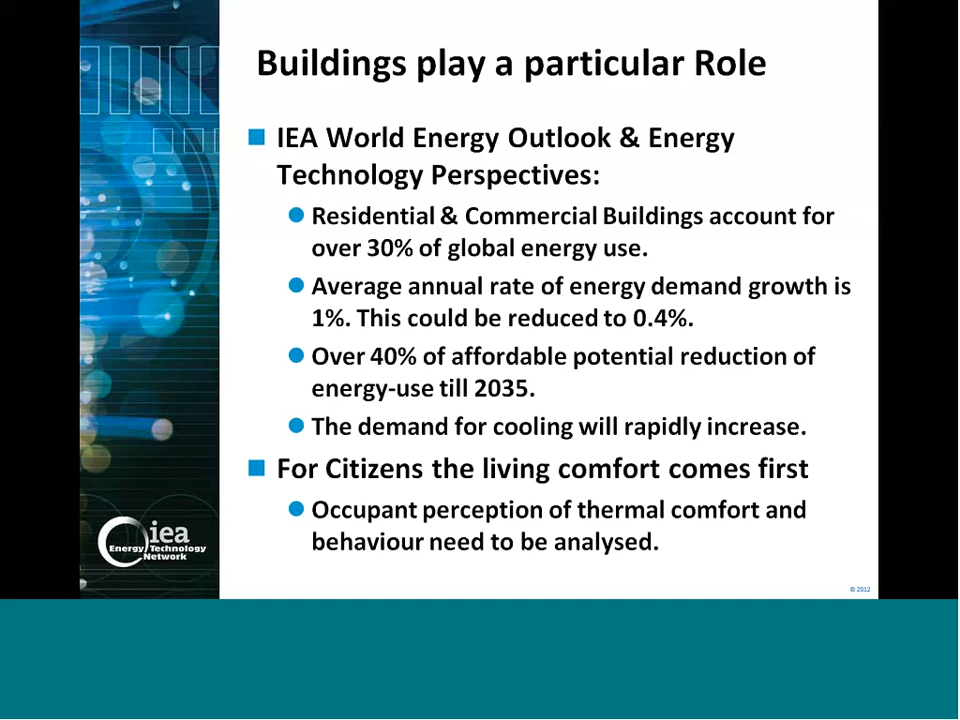 Buildings play a particular Role
IEA World Energy Outlook & Energy
Technology Perspectives:
Residential & Commercial Buildings account for
over 30% of global energy use.
Average annual rate of energy demand growth is
1%. This could be reduced to 0.4%.
Over 40% of affordable potential reduction of
energy-use till 2035.
The demand for cooling will rapidly increase.
For Citizens the living comfort comes first
Occupant perception of thermal comfort and
behaviour need to be analysed.
iea
Energy Technology
Network
© 2012